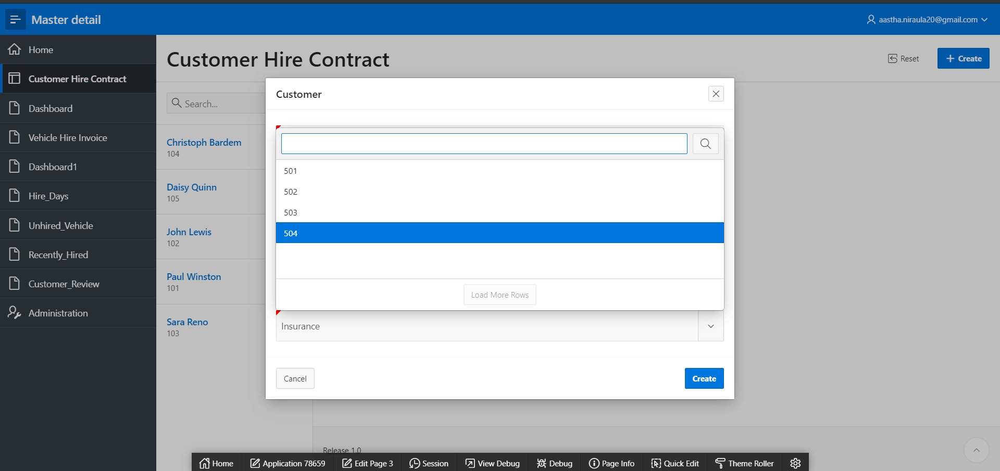 Master detail
aastha.niraula20@gmail.com
Home
Customer Hire Contract
Dashboard
Vehicle Hire Invoice
Dashboard1
Hire_Days
Unhired_Vehicle
Recently_Hired
Customer_Review
Administration
Customer Hire Contract
Reset
Create
Search...
Christoph Bardem
104
Daisy Quinn
105
John Lewis
102
Paul Winston
101
Sara Reno
103
Customer
501
502
503
504
Load More Rows
Insurance
Cancel
Create
Release 1.0
Home
Application 78659
Edit Page 3
Session
View Debug
Debug
Page Info
Quick Edit
Theme Roller